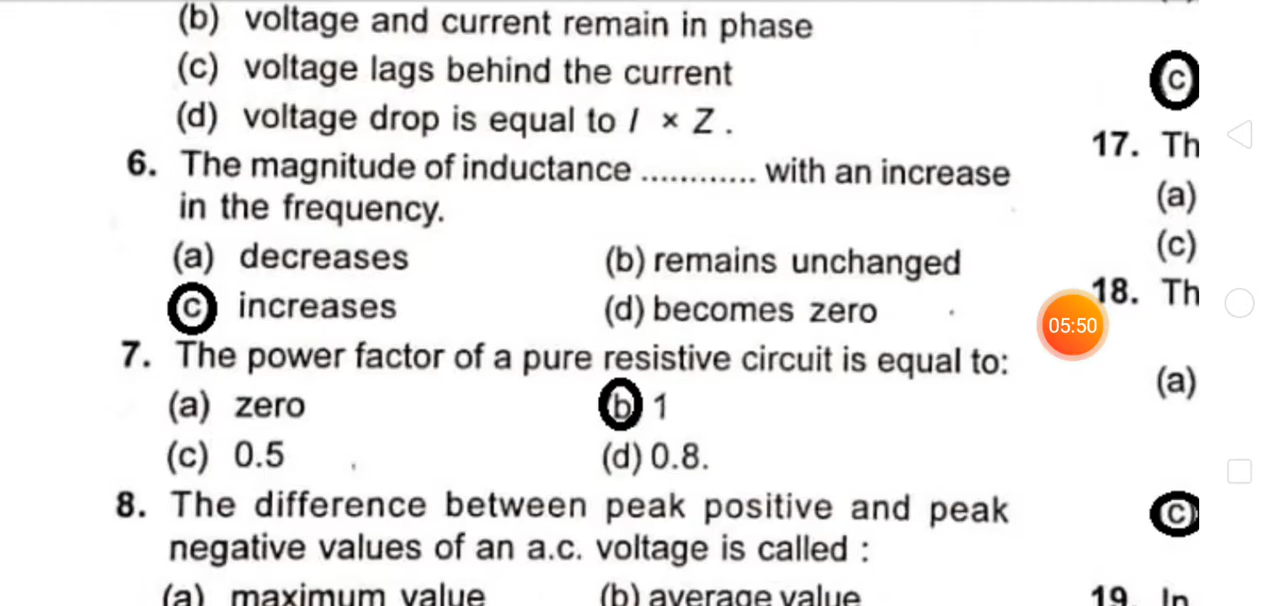 (b) voltage and current remain in phase
(c) voltage lags behind the current
(d) voltage drop is equal to I × Z .
6. The magnitude of inductance ............ with an increase
in the frequency.
(a) decreases (b) remains unchanged
(c) increases (d) becomes zero
7. The power factor of a pure resistive circuit is equal to:
(a) zero (b) 1
(c) 0.5 (d) 0.8.
8. The difference between peak positive and peak
negative values of an a.c. voltage is called :
(a) maximum value (b) average value
(c)
17. Th
(a)
(c)
18. Th
05:50
(a)
(c)
19. In